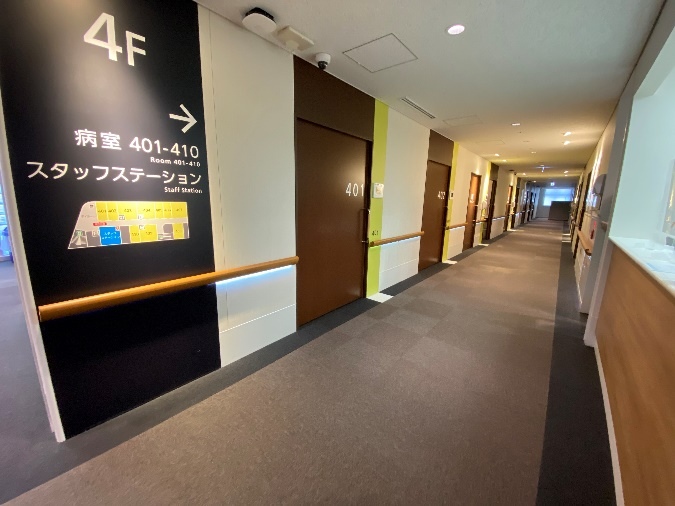 4F
→
病室 401-410
Room 401-410
スタッフステーション
Staff Station
401
402